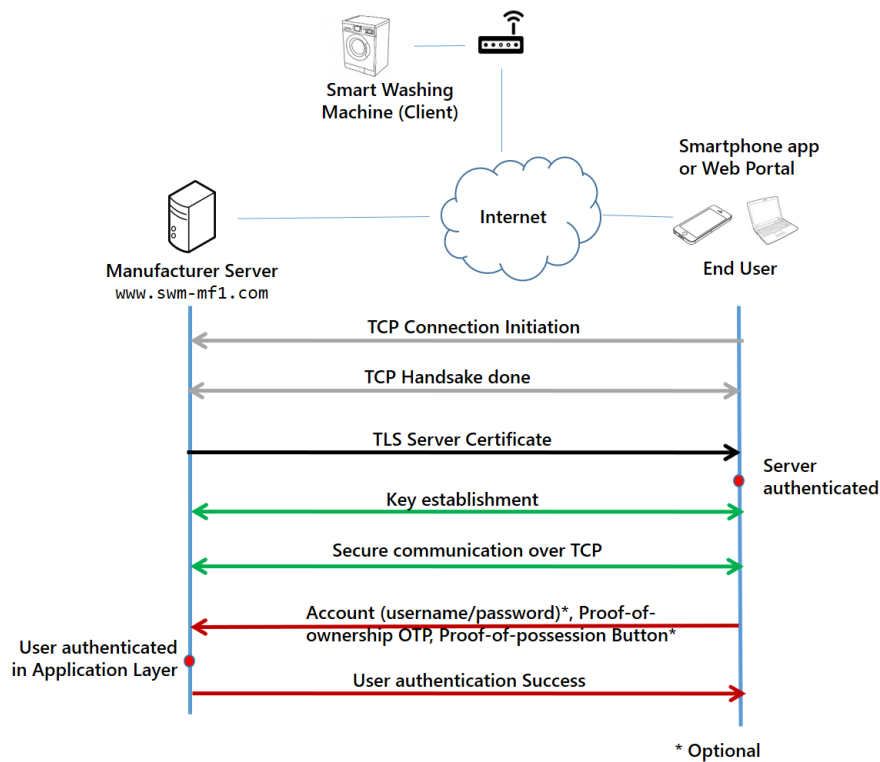 Smart Washing
Machine (Client)
Smartphone app
or Web Portal
Internet
Manufacturer Server
www.swm-mf1.com
End User
TCP Connection Initiation
TCP Handsake done
TLS Server Certificate
Server
authenticated
Key establishment
Secure communication over TCP
Account (username/password)*, Proof-of-
ownership OTP, Proof-of-possession Button*
User authenticated
in Application Layer
User authentication Success
* Optional